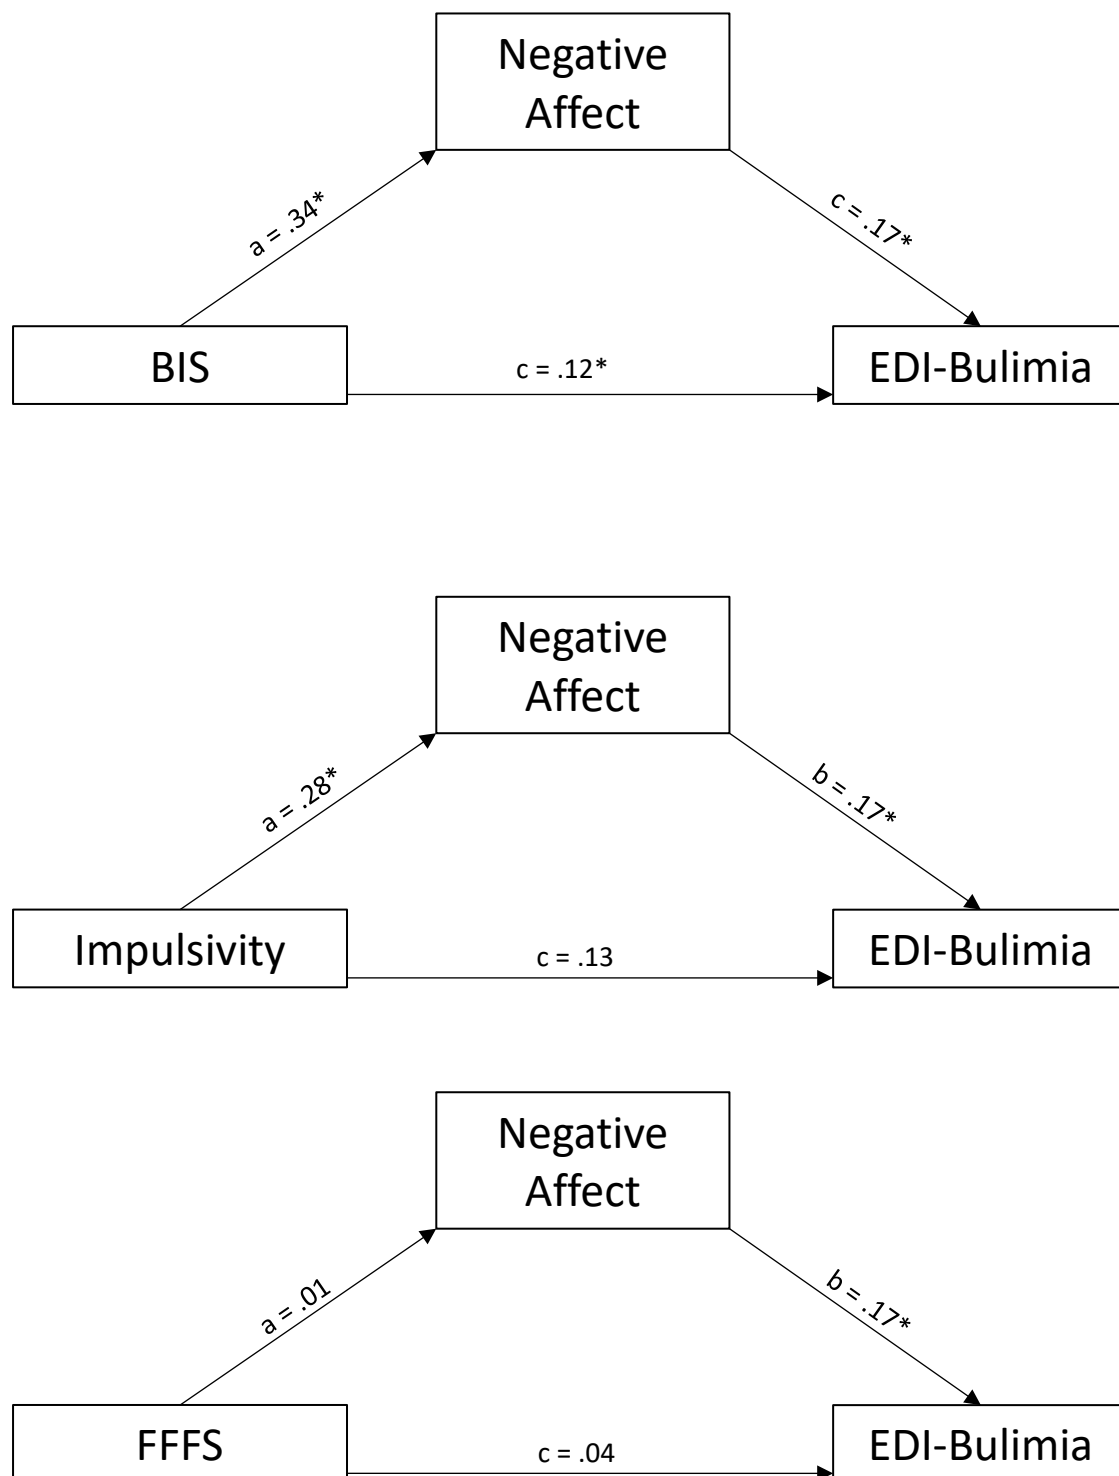 Negative
Affect
a = .34*
c = .17*
BIS
c = .12*
EDI-Bulimia
Negative
Affect
a = .28*
b = .17*
Impulsivity
c = .13
EDI-Bulimia
Negative
Affect
a = .01
b = .17*
FFFS
c = .04
EDI-Bulimia